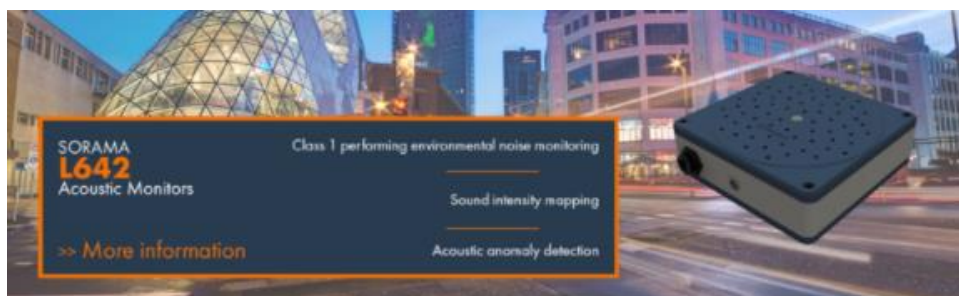 SORAMA
L642
Acoustic Monitors
>> More information
Class 1 performing environmental noise monitoring
Sound intensity mapping
Acoustic anomaly detection